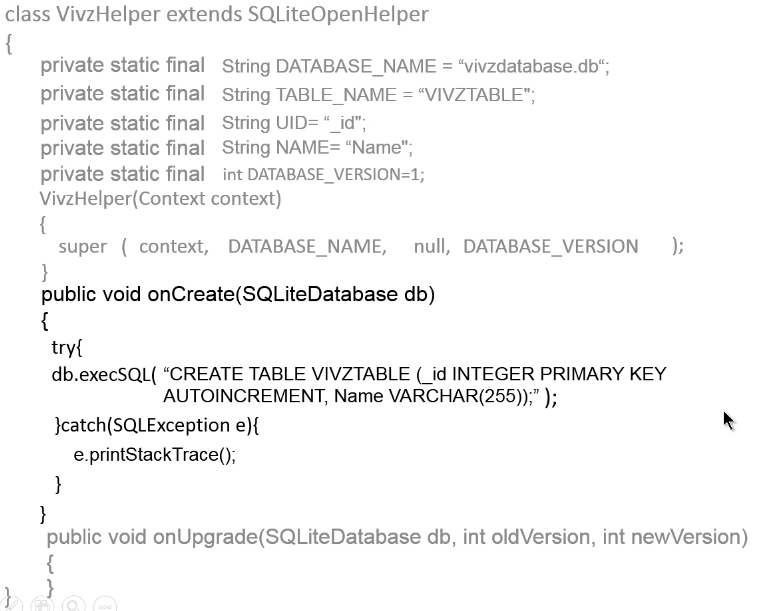 class VivzHelper extends SQLiteOpenHelper
{
private static final String DATABASE_NAME = “vivzdatabase.db“;
private static final String TABLE_NAME = “VIVZTABLE";
private static final String UID= “_id";
private static final String NAME= “Name";
private static final int DATABASE_VERSION=1;
VivzHelper(Context context)
{
super ( context, DATABASE_NAME, null, DATABASE_VERSION );
}
public void onCreate(SQLiteDatabase db)
{
try{
db.execSQL( “CREATE TABLE VIVZTABLE (_id INTEGER PRIMARY KEY
AUTOINCREMENT, Name VARCHAR(255));” );
}catch(SQLException e){
e.printStackTrace();
}
}
public void onUpgrade(SQLiteDatabase db, int oldVersion, int newVersion)
{
}
}